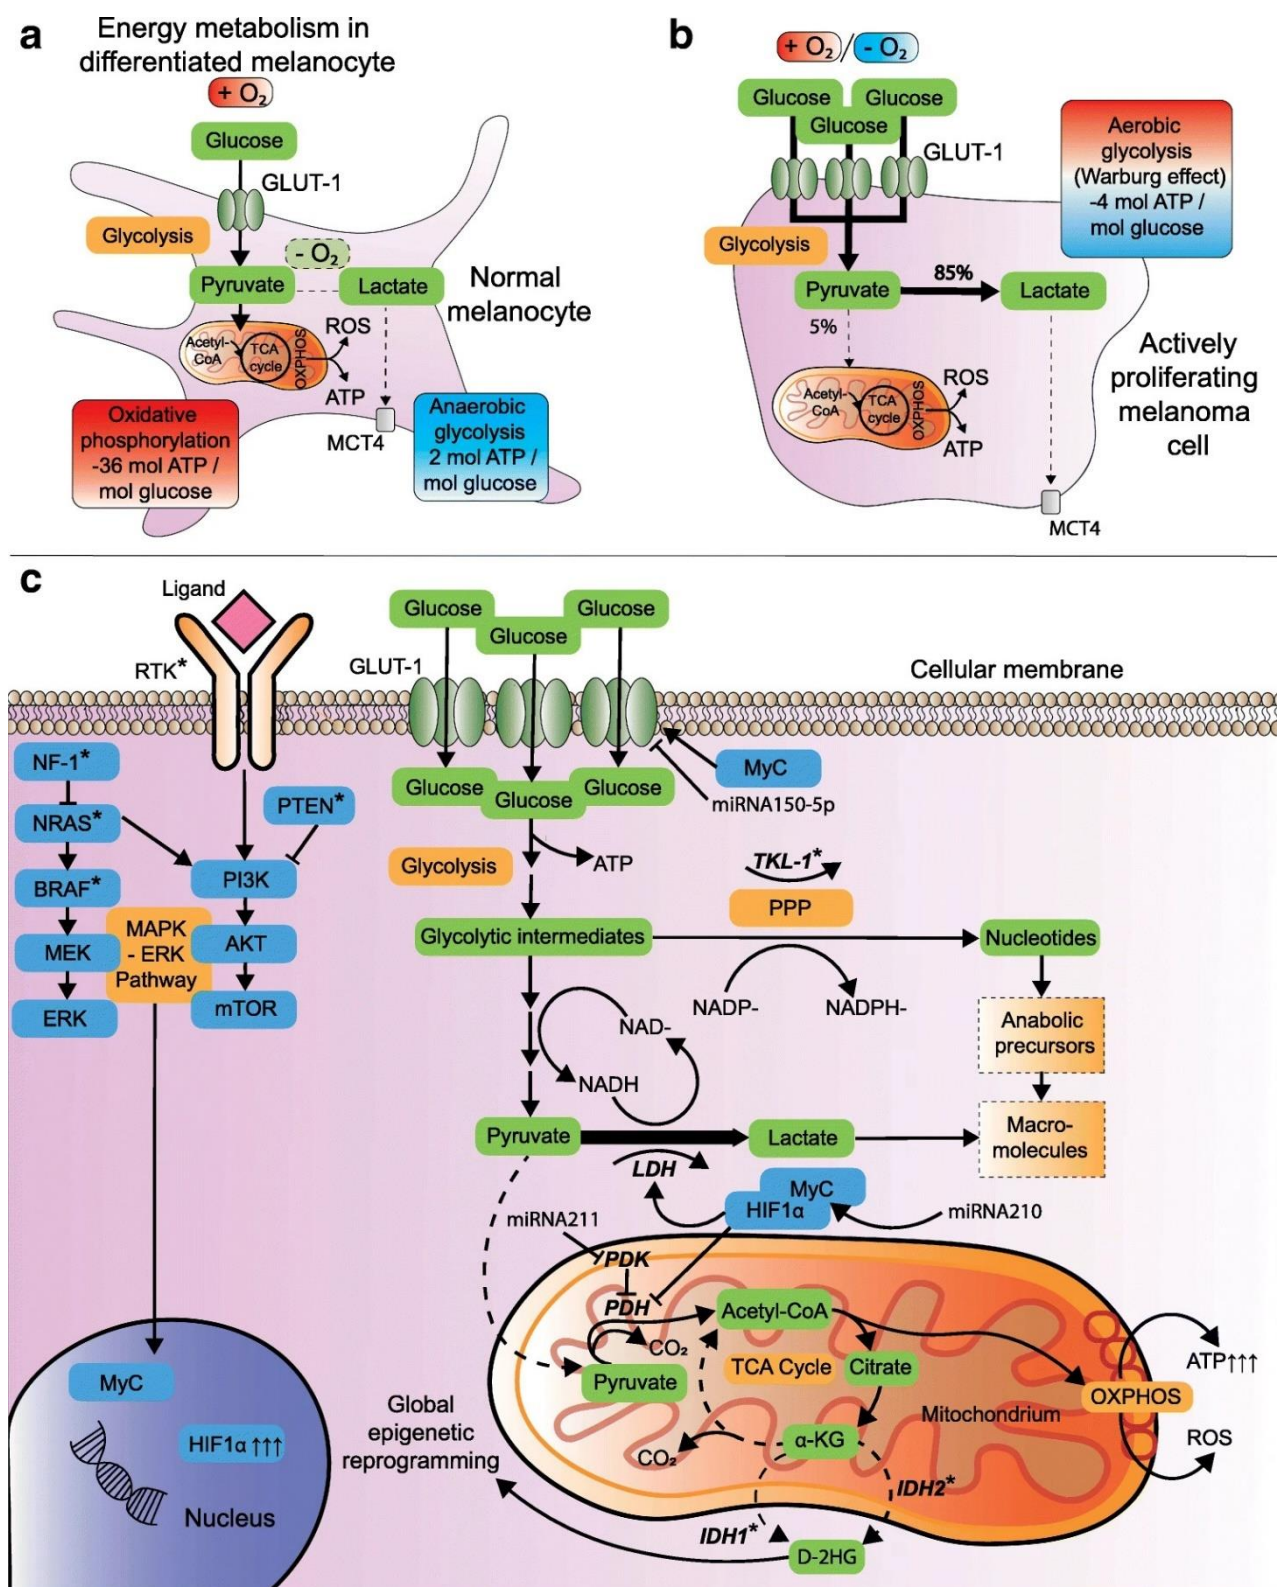 a
Energy metabolism in
differentiated melanocyte
+ O₂
Glucose
GLUT-1
Glycolysis
- O₂
Pyruvate
Lactate
Normal
melanocyte
Acetyl-
CoA
TCA
cycle
OXPHOS
ROS
ATP
MCT4
Oxidative
phosphorylation
-36 mol ATP /
mol glucose
Anaerobic
glycolysis
2 mol ATP /
mol glucose
b
+ O₂ / - O₂
Glucose
Glucose
Glucose
GLUT-1
Aerobic
glycolysis
(Warburg effect)
-4 mol ATP /
mol glucose
Glycolysis
Pyruvate
85%
Lactate
5%
Acetyl-
CoA
TCA
cycle
OXPHOS
ROS
ATP
Actively
proliferating
melanoma
cell
MCT4
c
Ligand
RTK*
Glucose
Glucose
Glucose
GLUT-1
Cellular membrane
NF-1*
NRAS*
BRAF*
MEK
ERK
PTEN*
PI3K
AKT
mTOR
MAPK
- ERK
Pathway
Glucose
Glucose
Glucose
MyC
miRNA150-5p
Glycolysis
ATP
TKL-1*
PPP
Glycolytic intermediates
Nucleotides
NADP-
NADPH-
NAD-
NADH
Anabolic
precursors
Pyruvate
Lactate
Macro-
molecules
LDH
MyC
HIF1α
miRNA210
miRNA211
PDK
PDH
Acetyl-CoA
CO₂
Pyruvate
TCA Cycle
Citrate
Mitochondrium
OXPHOS
ATP↑↑↑
ROS
α-KG
CO₂
IDH2*
IDH1*
D-2HG
Global
epigenetic
reprogramming
MyC
HIF1α ↑↑↑
Nucleus